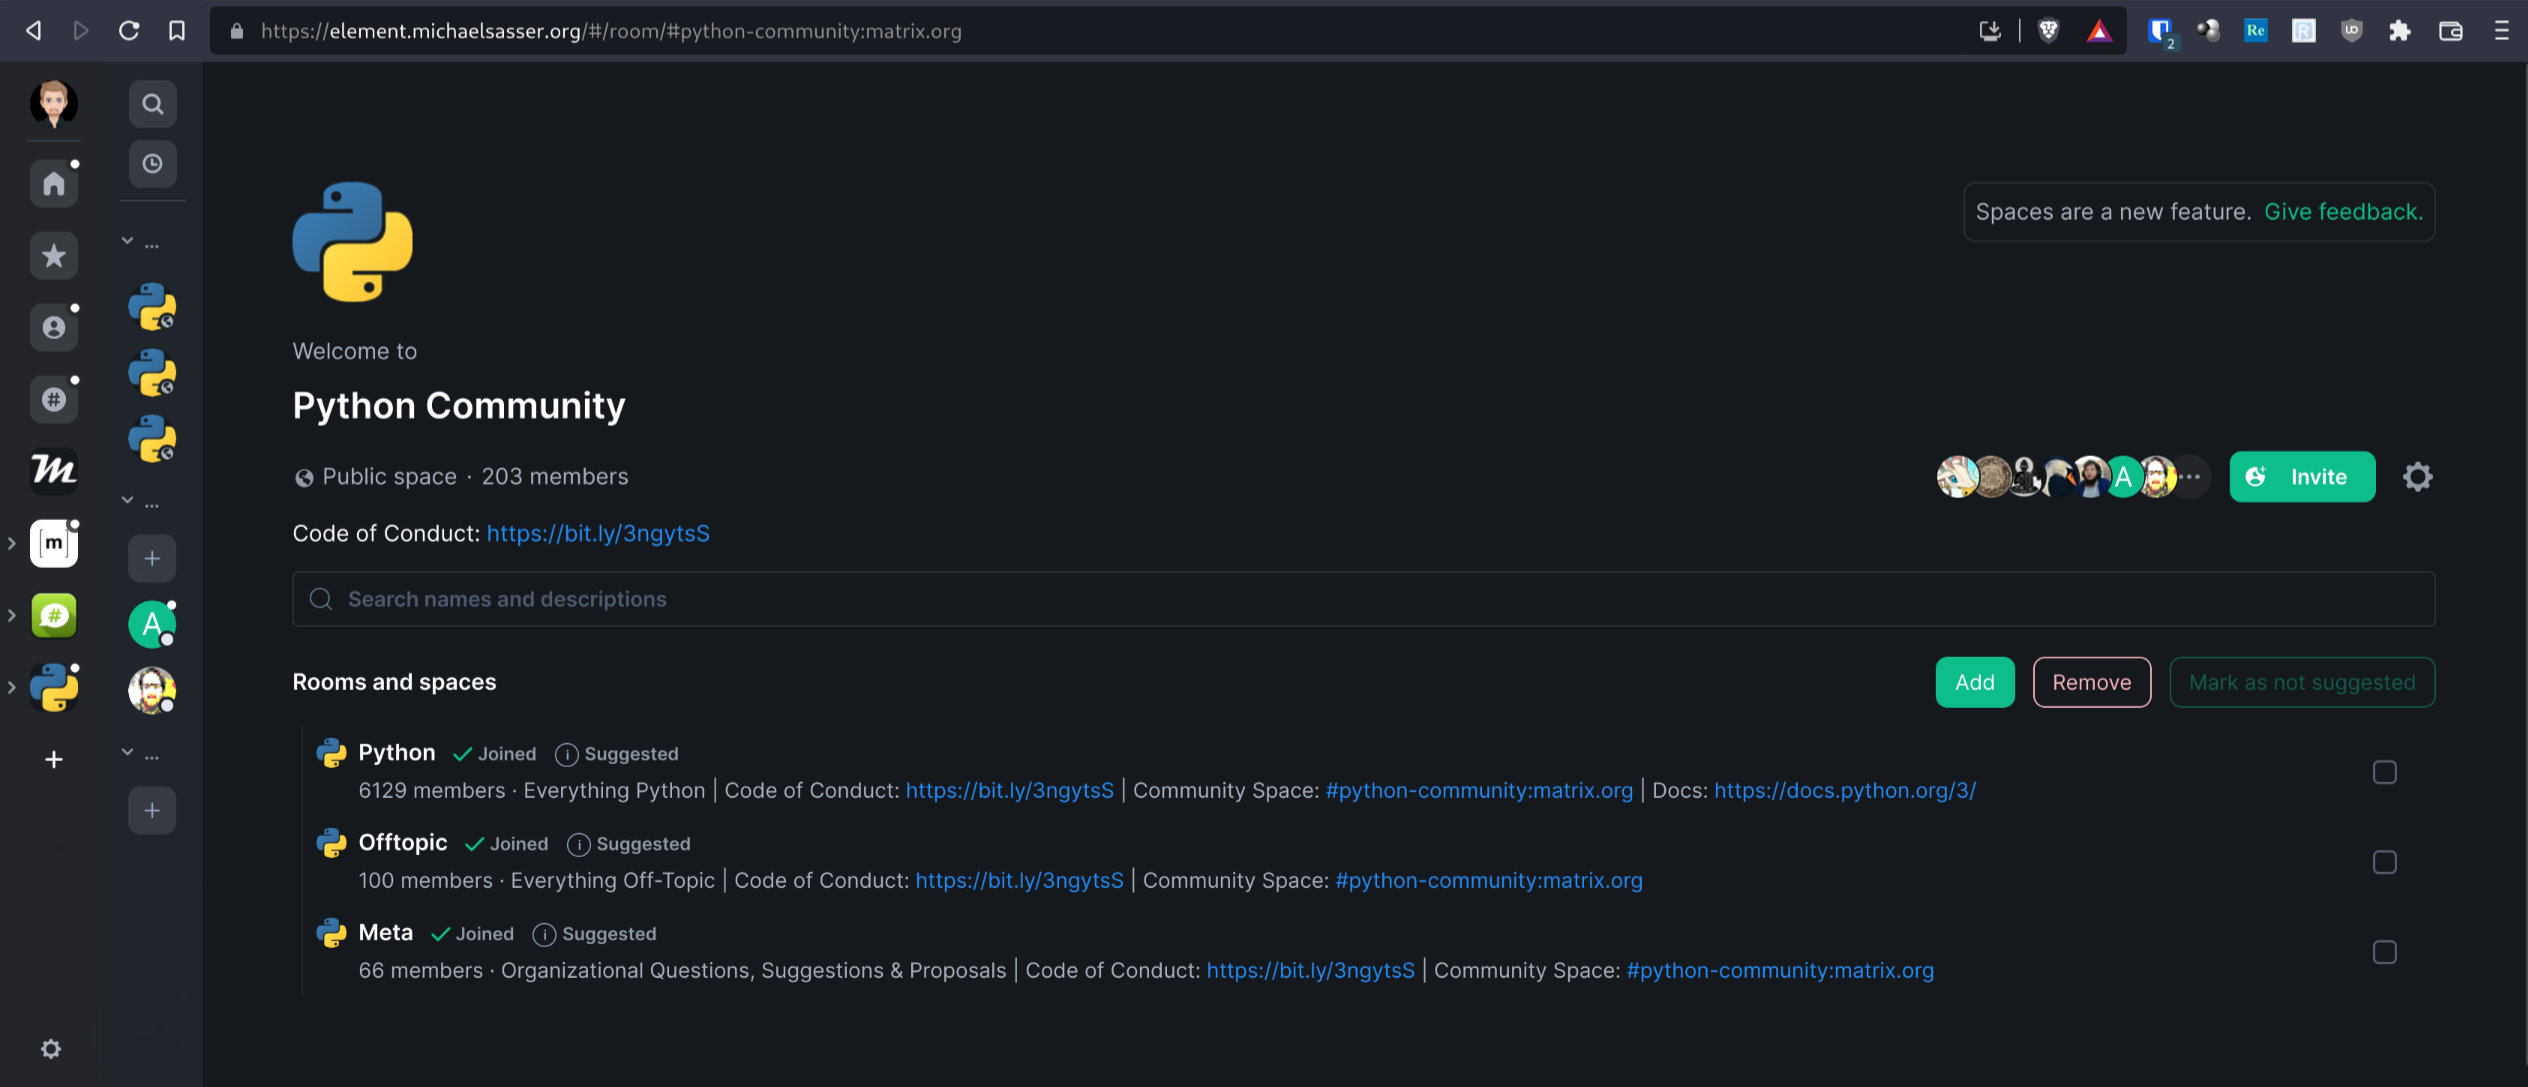 https://element.michaelsasser.org/#/room/#python-community:matrix.org
2
Re
Spaces are a new feature. Give feedback.
Welcome to
Python Community
Public space · 203 members
A
...
Invite
Code of Conduct: https://bit.ly/3ngytsS
Search names and descriptions
Rooms and spaces
Add
Remove
Mark as not suggested
Python Joined Suggested
6129 members · Everything Python | Code of Conduct: https://bit.ly/3ngytsS | Community Space: #python-community:matrix.org | Docs: https://docs.python.org/3/
Offtopic Joined Suggested
100 members · Everything Off-Topic | Code of Conduct: https://bit.ly/3ngytsS | Community Space: #python-community:matrix.org
Meta Joined Suggested
66 members · Organizational Questions, Suggestions & Proposals | Code of Conduct: https://bit.ly/3ngytsS | Community Space: #python-community:matrix.org
#
m
[m]
#
...
...
A
...